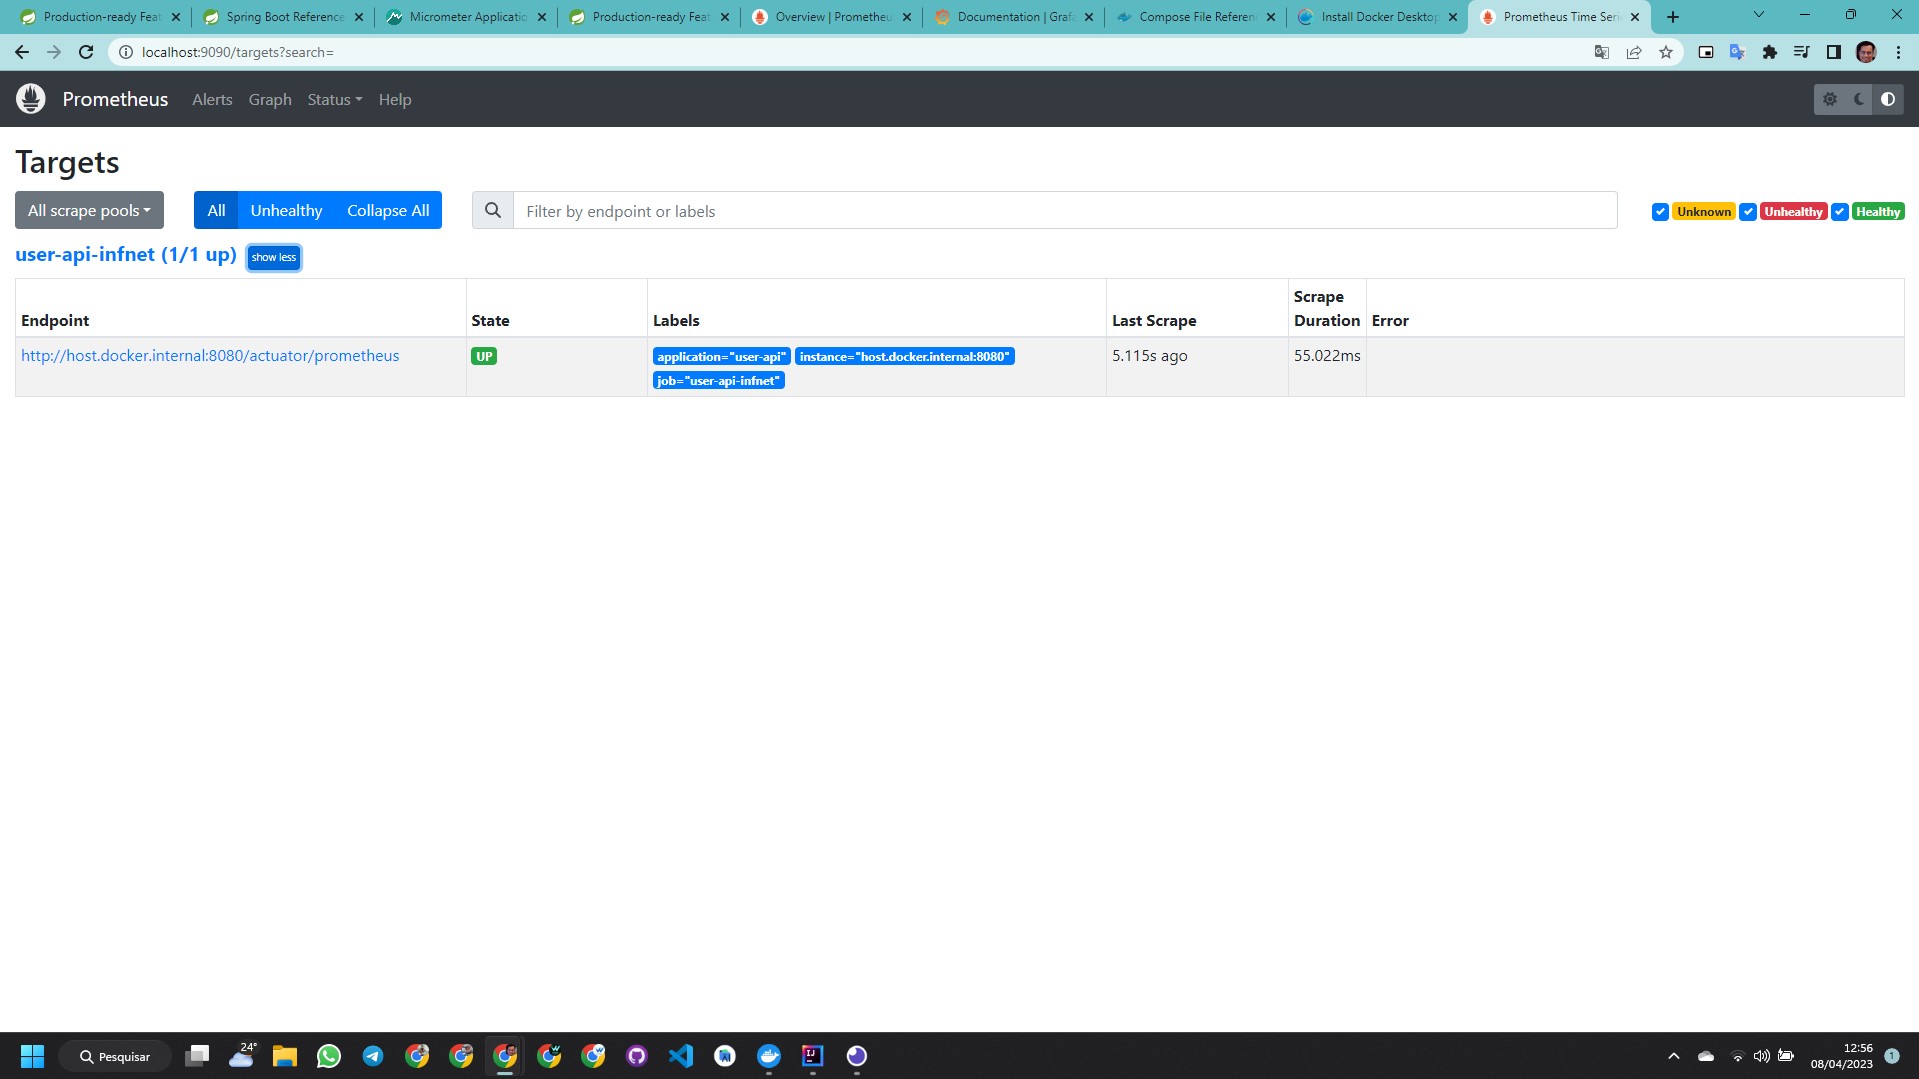 Production-ready Feat
Spring Boot Reference
Micrometer Applicatio
Production-ready Feat
Overview | Prometheu
Documentation | Grafa
Compose File Referen
Install Docker Desktop
Prometheus Time Seri
localhost:9090/targets?search=
Prometheus
Alerts
Graph
Status
Help
Targets
All scrape pools
All
Unhealthy
Collapse All
Filter by endpoint or labels
Unknown
Unhealthy
Healthy
user-api-infnet (1/1 up)
show less
Endpoint
State
Labels
Last Scrape
Scrape
Duration
Error
http://host.docker.internal:8080/actuator/prometheus
UP
application="user-api" instance="host.docker.internal:8080"
job="user-api-infnet"
5.115s ago
55.022ms
24°
Pesquisar
12:56
08/04/2023
1